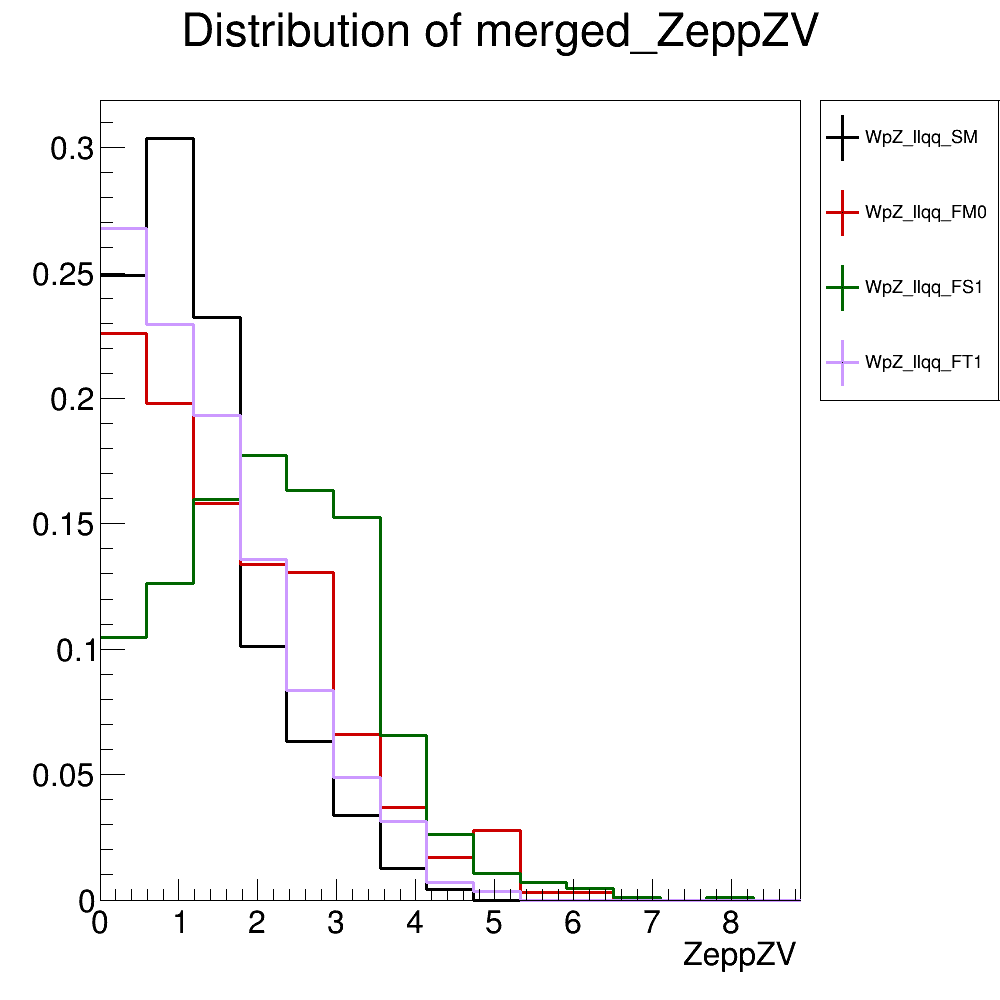 Distribution of merged_ZeppZV
WpZ_llqq_SM
WpZ_llqq_FM0
WpZ_llqq_FS1
WpZ_llqq_FT1
0.3
0.25
0.2
0.15
0.1
0.05
0
0 1 2 3 4 5 6 7 8
ZeppZV